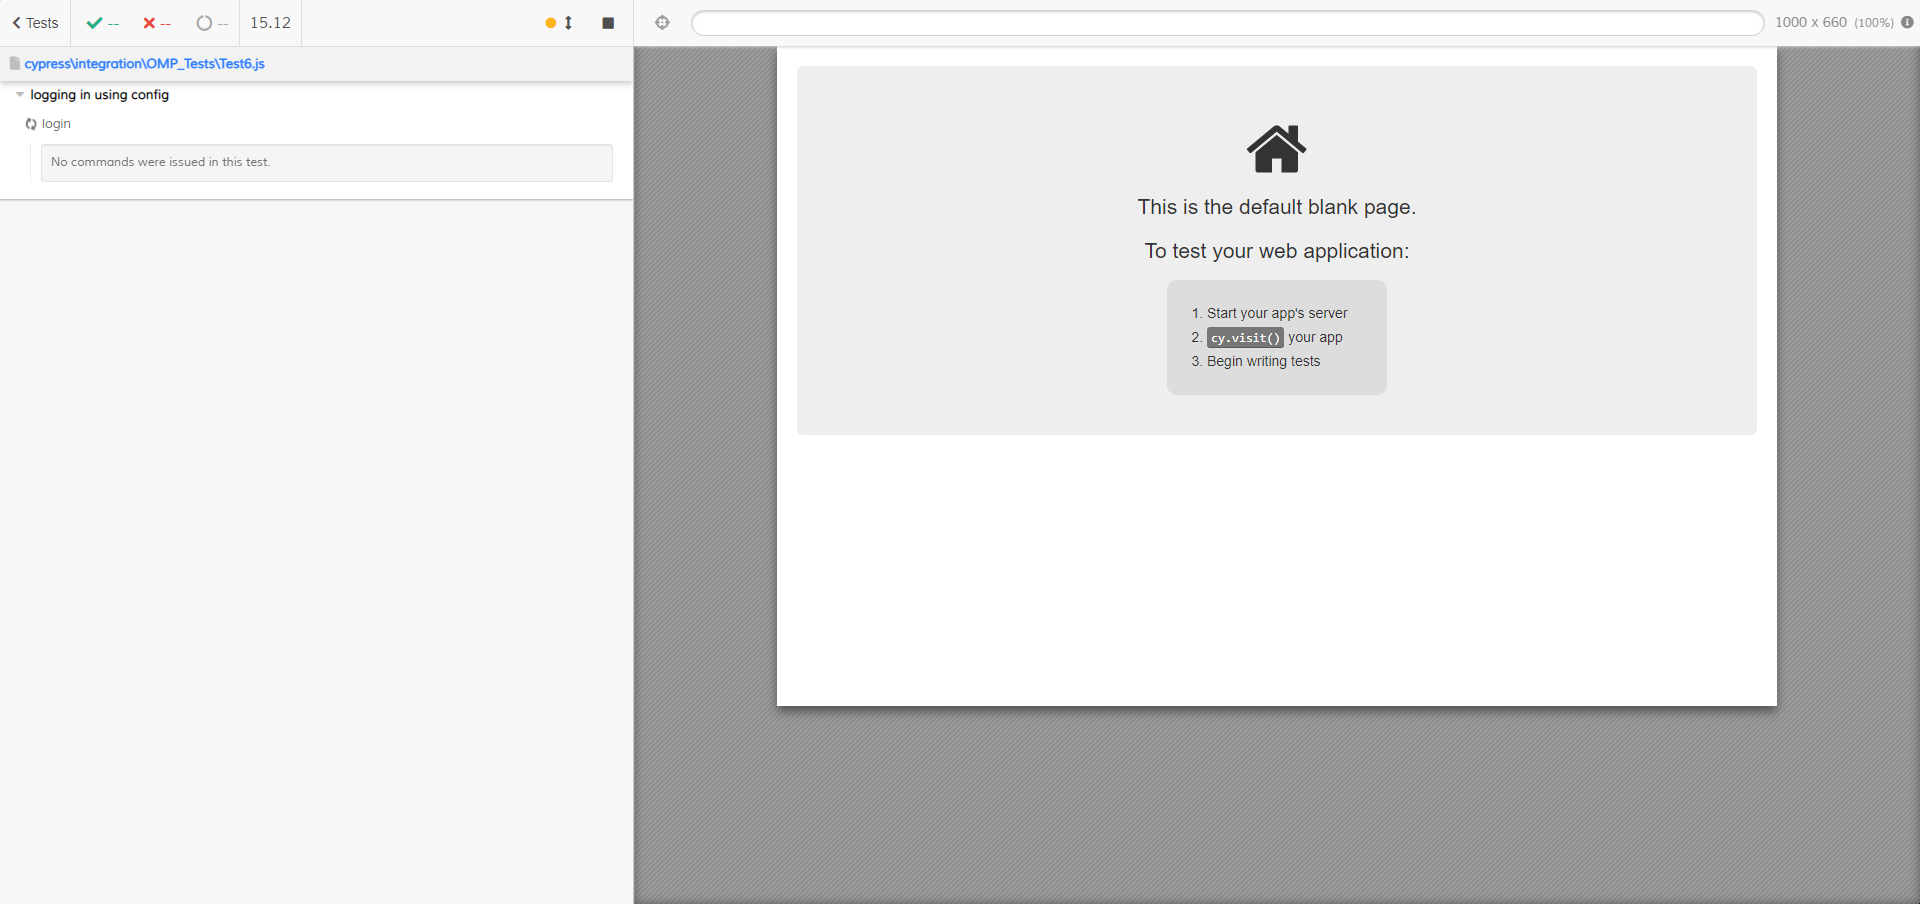 Tests -- -- -- 15.12 1000 x 660 (100%)
cypress\integration\OMP_Tests\Test6.js
logging in using config
login
No commands were issued in this test.
This is the default blank page.
To test your web application:
1. Start your app's server
2. cy.visit() your app
3. Begin writing tests